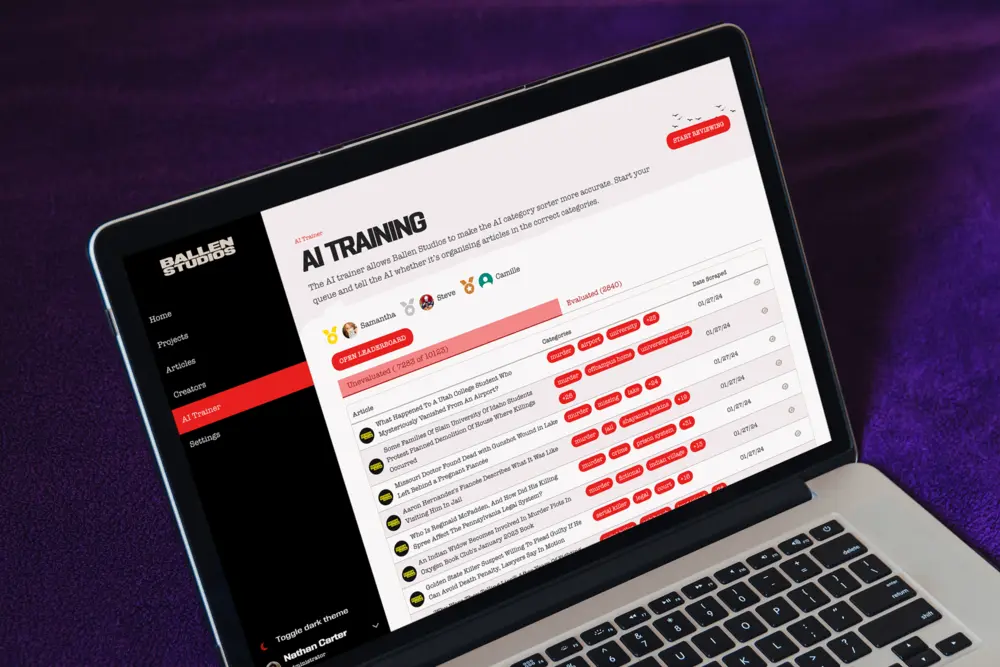 BALLEN
STUDIOS
Home
Projects
Articles
Creators
AI Trainer
Settings
Toggle dark theme
Nathan Carter
Administrator
AI Trainer
AI TRAINING
The AI trainer allows Ballen Studios to make the AI category sorter more accurate. Start your
queue and tell the AI whether it's organising articles in the correct categories.
START REVIEWING
Samantha
Steve
Camille
OPEN LEADERBOARD
Unevaluated ( 7283 of 10123)
Evaluated (2840)
Article
Categories
Date Scraped
What Happened To A Utah College Student Who
Mysteriously Vanished From An Airport?
murder airport university +25
01/27/24
Some Families Of Slain University Of Idaho Students
Protest Planned Demolition Of House Where Killings
Occurred
murder offcampus home university campus
+26
01/27/24
Missouri Doctor Found Dead with Gunshot Wound in Lake
Left Behind a Pregnant Fiancée
murder missing lake +24
01/27/24
Aaron Hernandez's Fiancée Describes What It Was Like
Visiting Him In Jail
murder jail shayanna jenkins +19
01/27/24
Who Is Reginald McFadden, And How Did His Killing
Spree Affect The Pennsylvania Legal System?
murder crime prison system +21
01/27/24
An Indian Widow Becomes Involved In Murder Plots In
Oxygen Book Club's January 2023 Book
murder fictional indian village +13
01/27/24
Golden State Killer Suspect Willing To Plead Guilty If He
Can Avoid Death Penalty, Lawyers Say In Motion
serial killer legal court +16
01/27/24
delete
return
shift